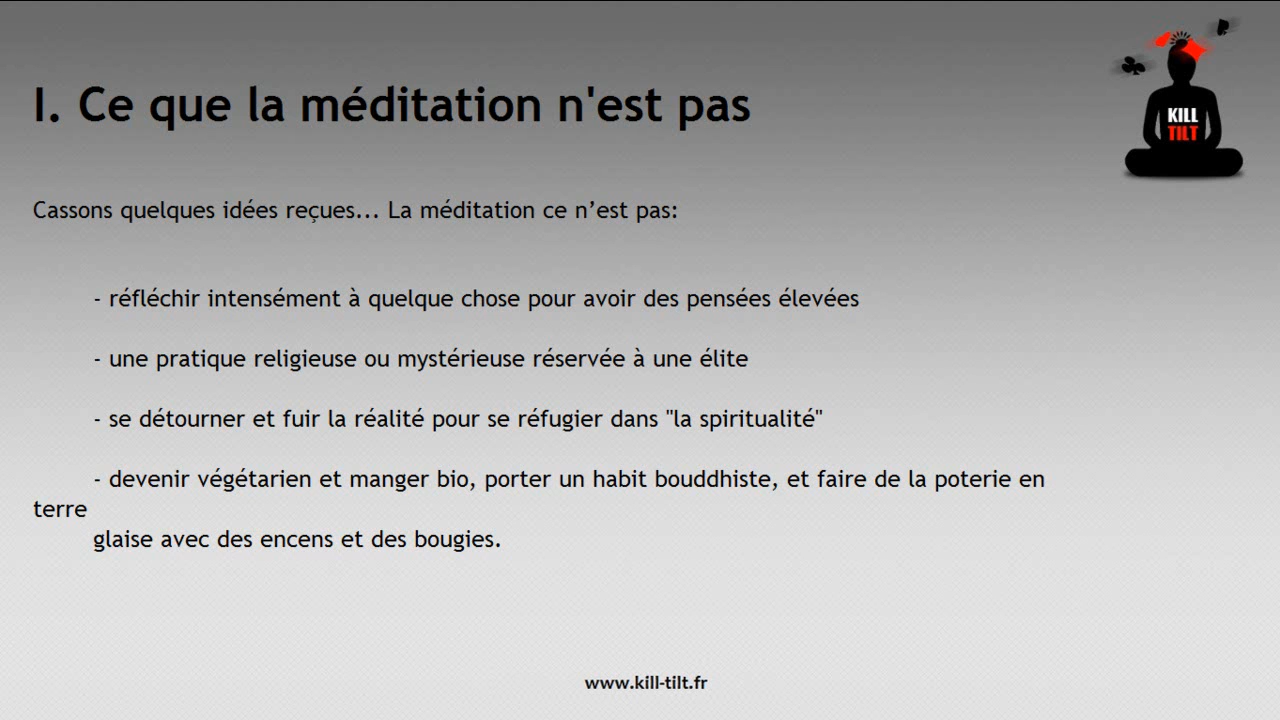 I. Ce que la méditation n'est pas
KILL
TILT
Cassons quelques idées reçues... La méditation ce n’est pas:
- réfléchir intensément à quelque chose pour avoir des pensées élevées
- une pratique religieuse ou mystérieuse réservée à une élite
- se détourner et fuir la réalité pour se réfugier dans "la spiritualité"
- devenir végétarien et manger bio, porter un habit bouddhiste, et faire de la poterie en
terre
glaise avec des encens et des bougies.
www.kill-tilt.fr